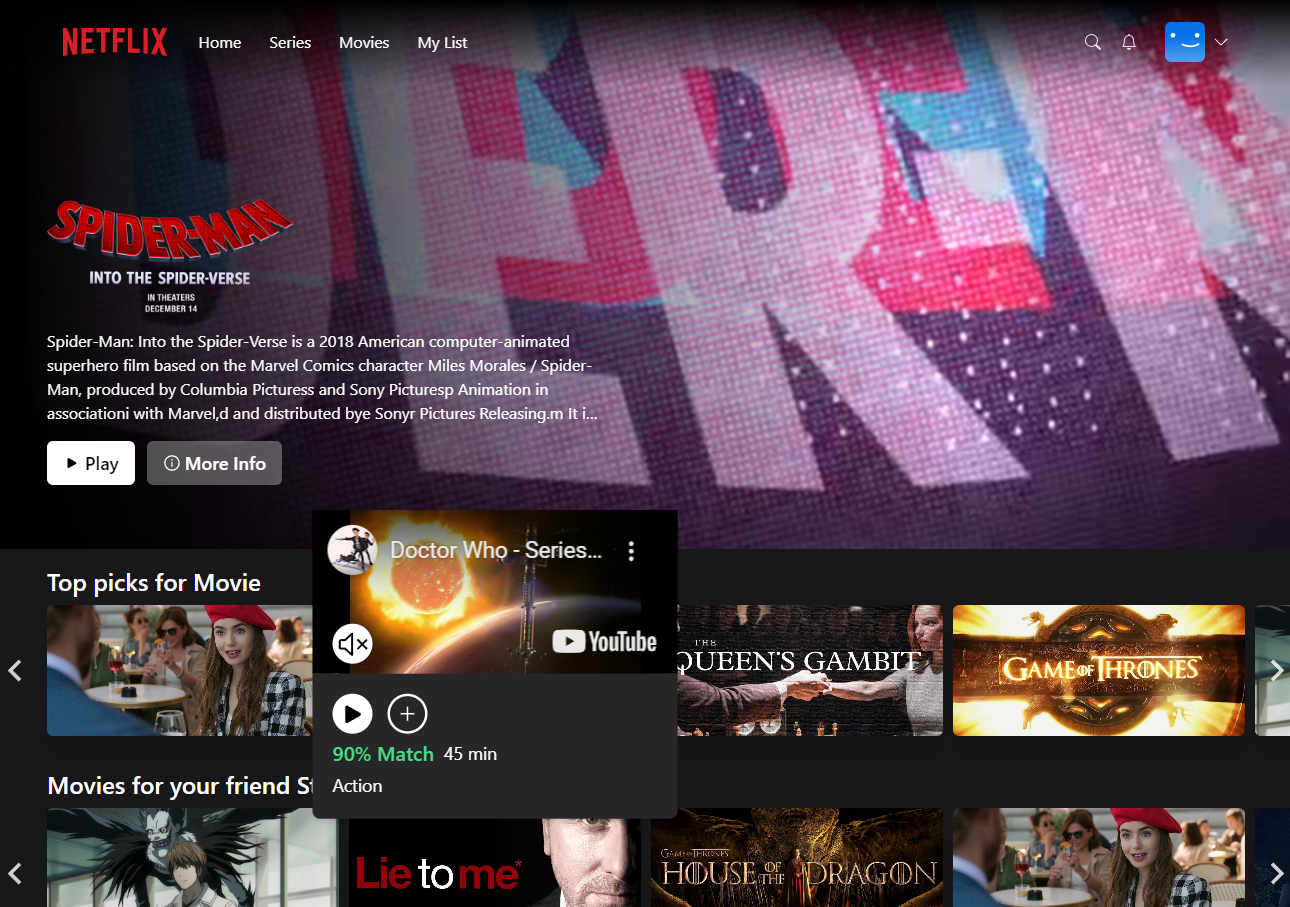 NETFLIX Home Series Movies My List
SPIDER-MAN
INTO THE SPIDER-VERSE
IN THEATERS
DECEMBER 14
Spider-Man: Into the Spider-Verse is a 2018 American computer-animated
superhero film based on the Marvel Comics character Miles Morales / Spider-
Man, produced by Columbia Picturess and Sony Picturesp Animation in
associationi with Marvel,d and distributed bye Sonyr Pictures Releasing.m It i...
Play More Info
Doctor Who - Series...
YouTube
90% Match 45 min
Action
Top picks for Movie
THE
QUEEN'S GAMBIT
GAME OF THRONES
Movies for your friend
Lie to me*
GAME OF THRONES
HOUSE OF THE DRAGON